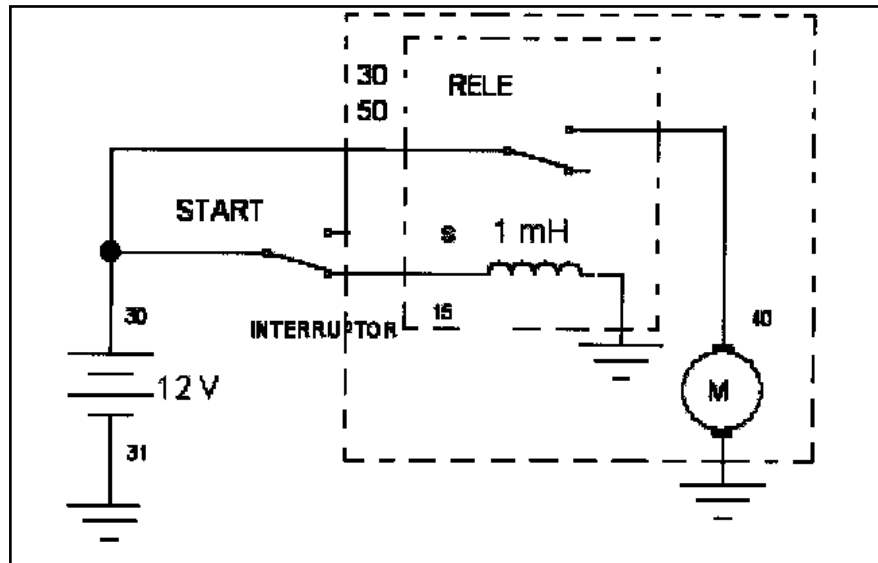 30
50
RELE
START
s 1 mH
30
INTERRUPTOR
15
40
12 V
M
31